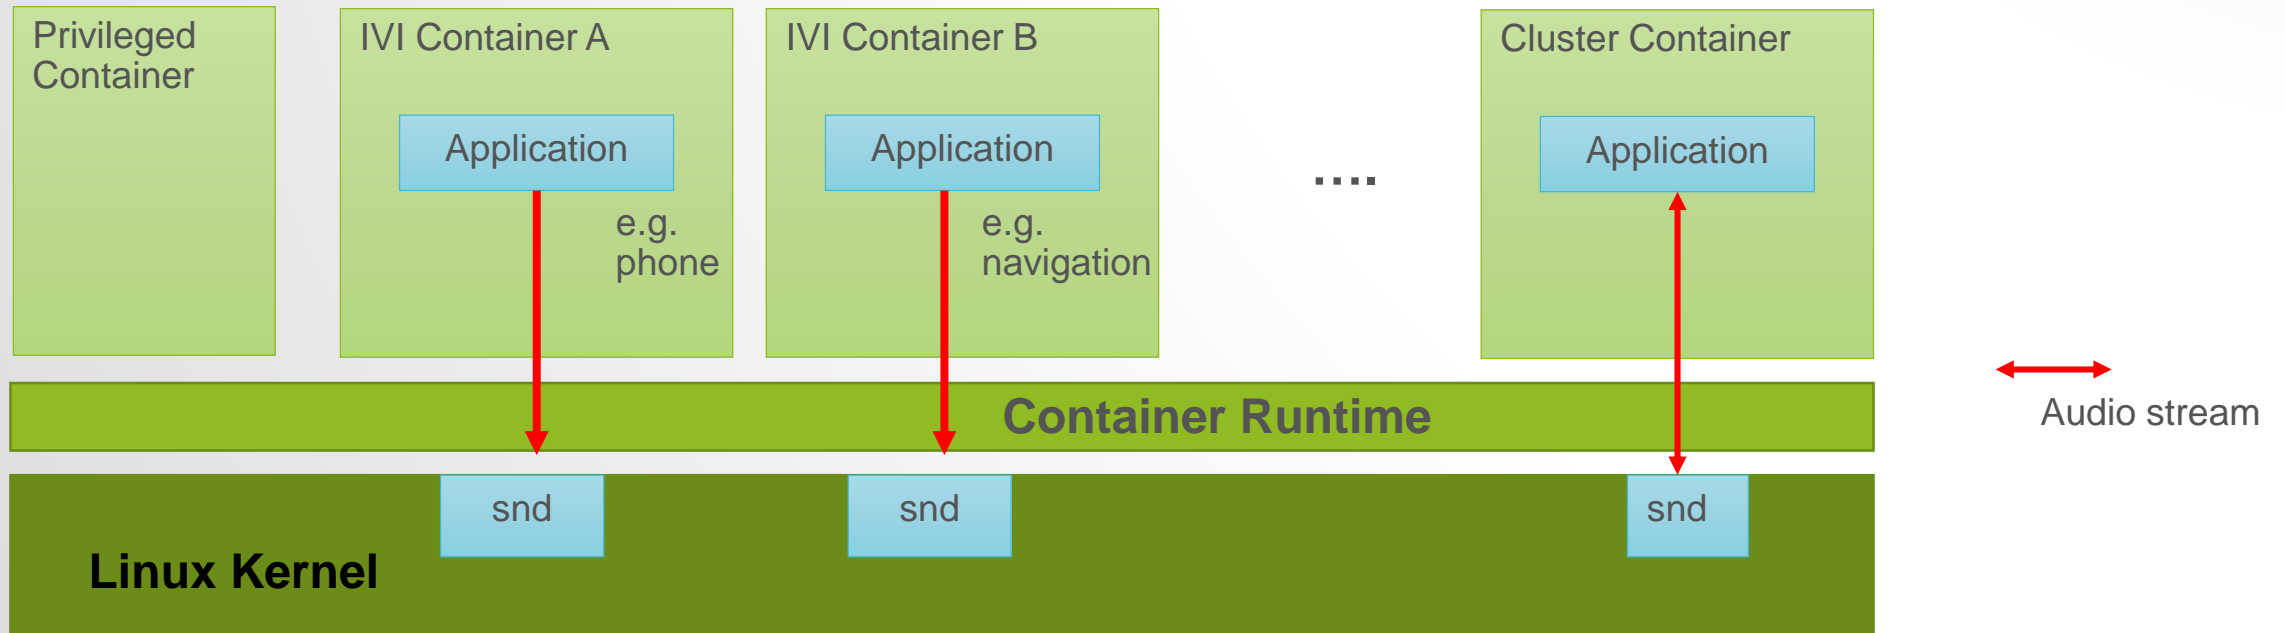 Privileged
Container
IVI Container A
Application
e.g.
phone
IVI Container B
Application
e.g.
navigation
....
Cluster Container
Application
Container Runtime
Audio stream
snd
snd
snd
Linux Kernel